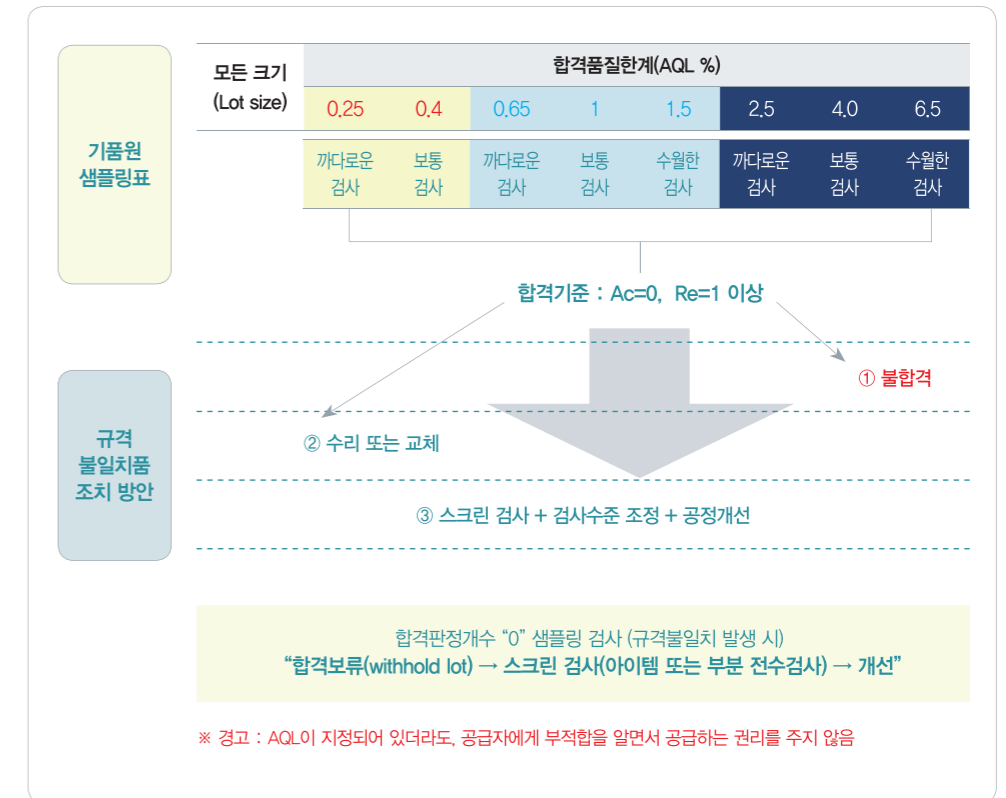 기품원
샘플링표
모든 크기
(Lot size)
합격품질한계(AQL %)
0.25 0.4 0.65 1 1.5 2.5 4.0 6.5
까다로운 보통 까다로운 보통 수월한 까다로운 보통 수월한
검사 검사 검사 검사 검사 검사 검사 검사
합격기준 : Ac=0, Re=1 이상
① 불합격
규격
불일치품
조치 방안
② 수리 또는 교체
③ 스크린 검사 + 검사수준 조정 + 공정개선
합격판정개수 “0” 샘플링 검사 (규격불일치 발생 시)
“합격보류(withhold lot) → 스크린 검사(아이템 또는 부분 전수검사) → 개선”
※ 경고 : AQL이 지정되어 있더라도, 공급자에게 부적합을 알면서 공급하는 권리를 주지 않음